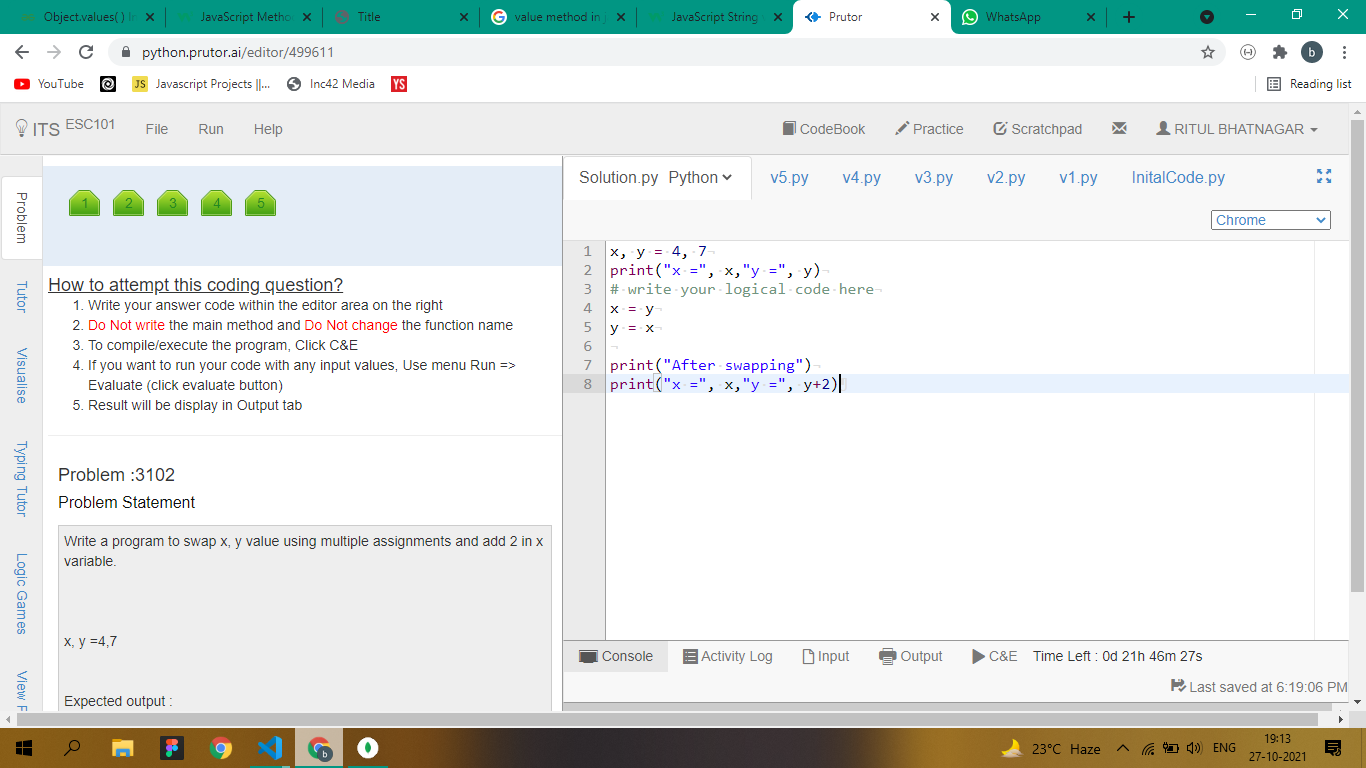 Object.values() In
JavaScript Metho
Title
value method in j
JavaScript String
Prutor
WhatsApp
python.prutor.ai/editor/499611
b
YouTube
JS Javascript Projects ||...
Inc42 Media
YS
Reading list
ITS ESC101
File
Run
Help
CodeBook
Practice
Scratchpad
RITUL BHATNAGAR
Problem
Tutor
Visualise
Typing Tutor
Logic Games
View F
1 2 3 4 5
How to attempt this coding question?
1. Write your answer code within the editor area on the right
2. Do Not write the main method and Do Not change the function name
3. To compile/execute the program, Click C&E
4. If you want to run your code with any input values, Use menu Run =>
Evaluate (click evaluate button)
5. Result will be display in Output tab
Problem :3102
Problem Statement
Write a program to swap x, y value using multiple assignments and add 2 in x
variable.
x, y =4,7
Expected output :
Solution.py Python
v5.py
v4.py
v3.py
v2.py
v1.py
InitalCode.py
Chrome
1 x, y = 4, 7
2 print("x =", x,"y =", y)
3 # write your logical code here
4 x = y
5 y = x
6
7 print("After swapping")
8 print("x =", x,"y =", y+2)
Console
Activity Log
Input
Output
C&E
Time Left : 0d 21h 46m 27s
Last saved at 6:19:06 PM
b
23°C Haze
ENG
19:13
27-10-2021